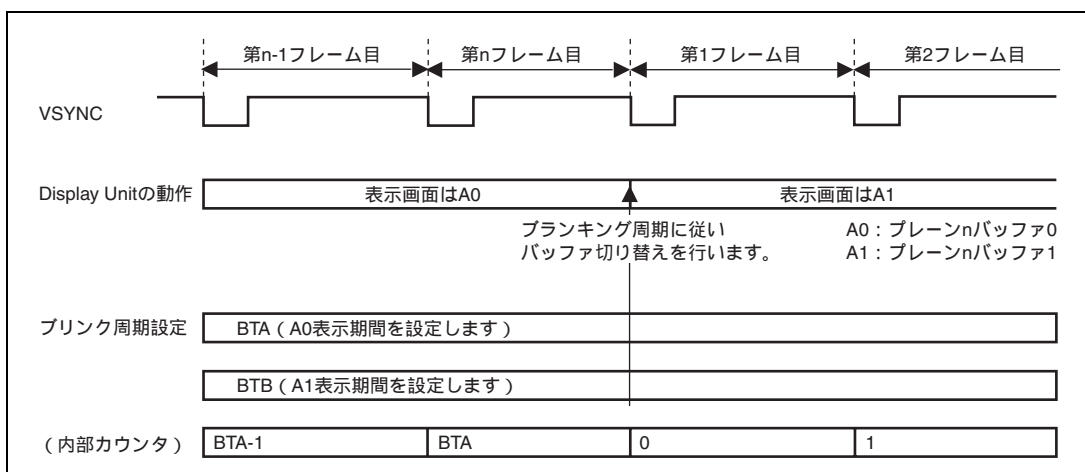 第n-1フレーム目 第nフレーム目 第1フレーム目 第2フレーム目
VSYNC
Display Unitの動作 表示画面はA0 表示画面はA1
ブランキング周期に従い
バッファ切り替えを行います。
A0：プレーンnバッファ0
A1：プレーンnバッファ1
ブリンク周期設定 BTA（A0表示期間を設定します）
BTB（A1表示期間を設定します）
（内部カウンタ） BTA-1 BTA 0 1